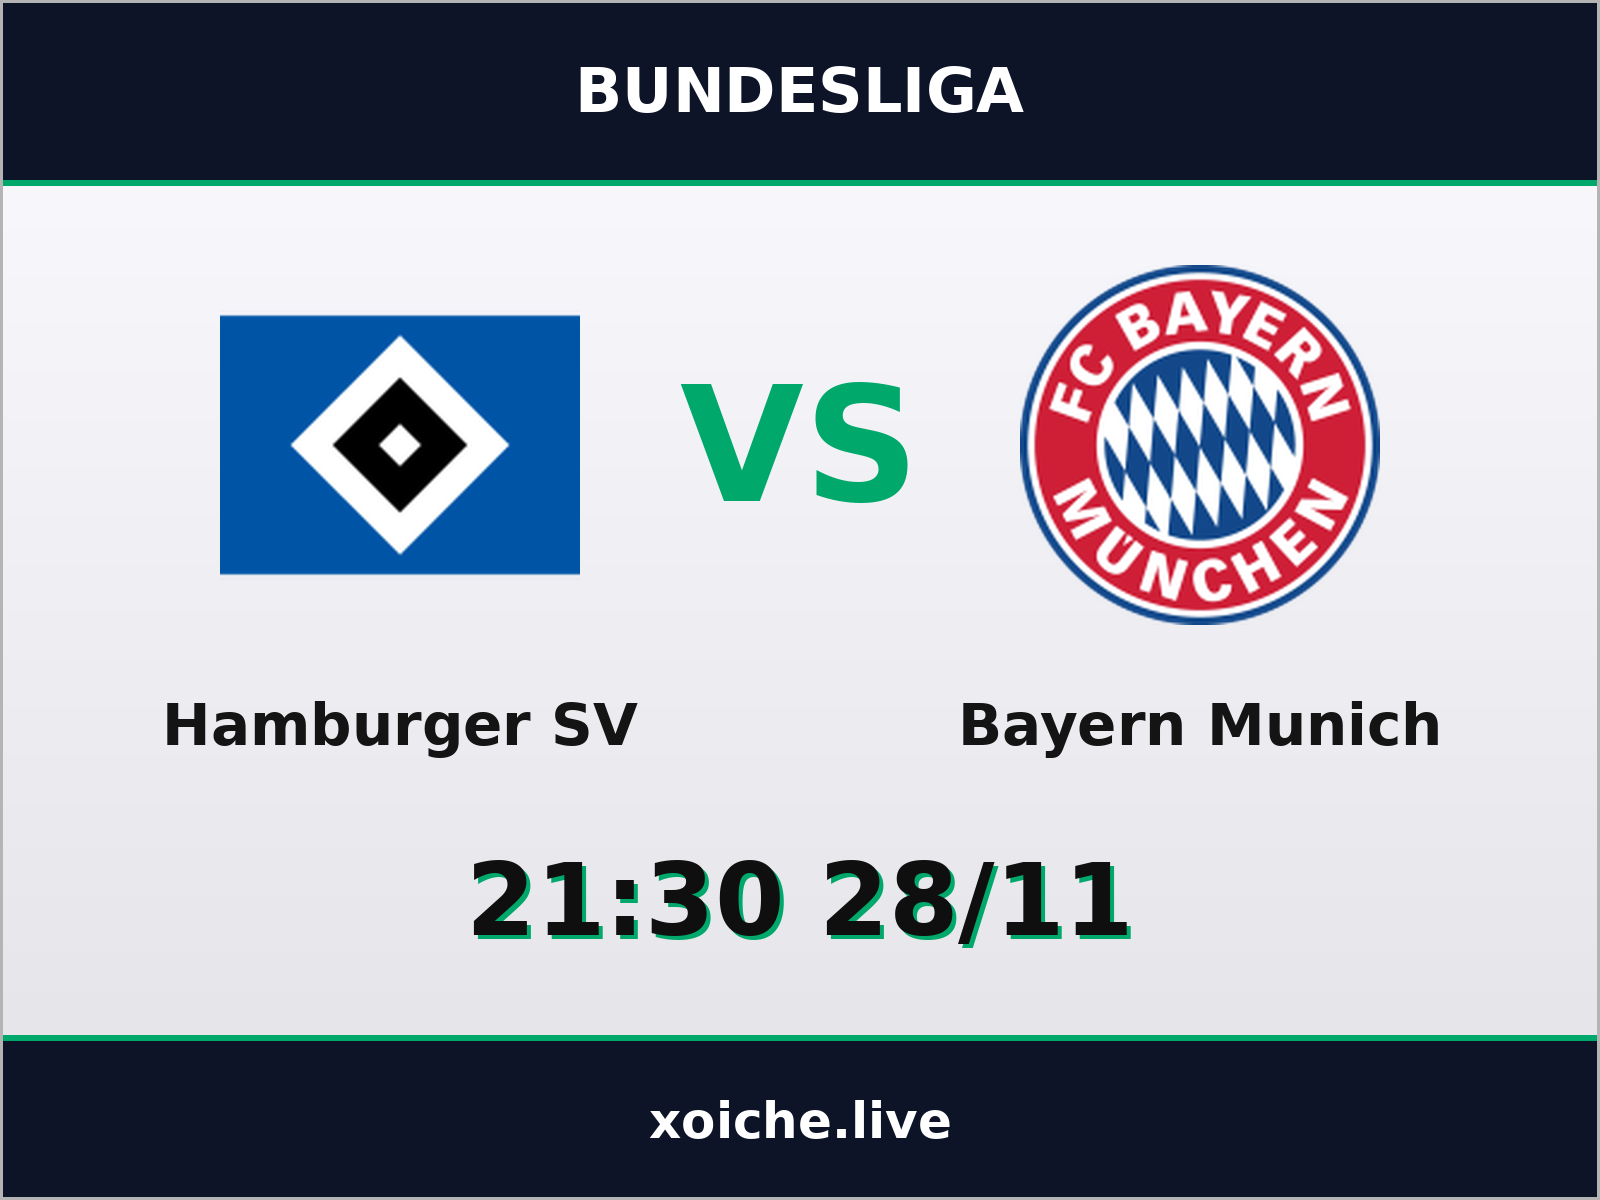 BUNDESLIGA
FC BAYERN
MÜNCHEN
VS
Hamburger SV
Bayern Munich
21:30 28/11
xoiche.live